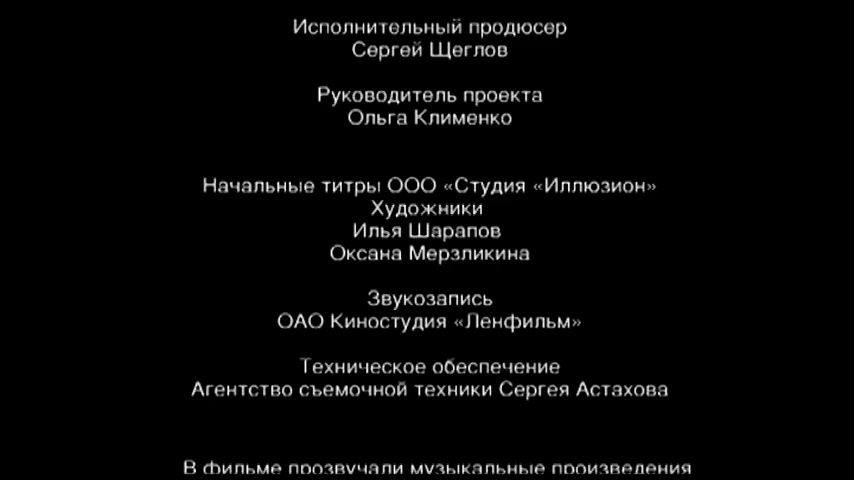 Исполнительный продюсер
Сергей Щеглов
Руководитель проекта
Ольга Клименко
Начальные титры ООО «Студия «Иллюзион»
Художники
Илья Шарапов
Оксана Мерзликина
Звукозапись
ОАО Киностудия «Ленфильм»
Техническое обеспечение
Агентство съемочной техники Сергея Астахова
В фильме прозвучали музыкальные произведения